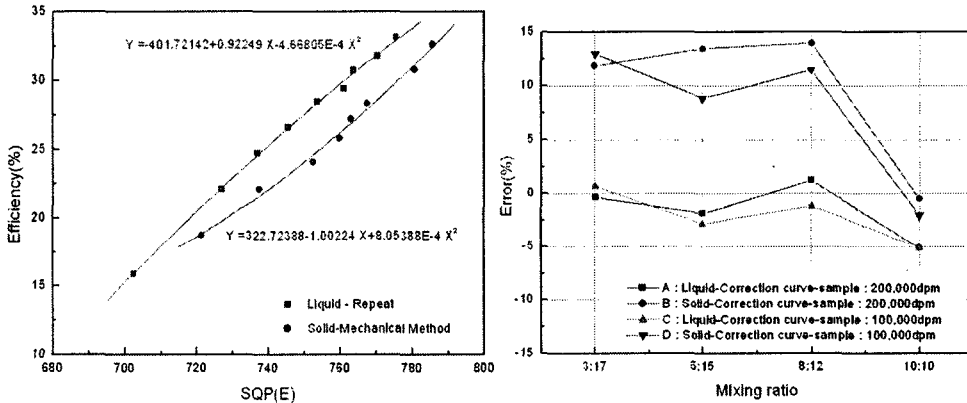 Y =-401.72142+0.92249 X-4.66805E-4 X²
Y =322.72388-1.00224 X+8.05388E-4 X²
Liquid - Repeat
Solid-Mechanical Method
Efficiency(%)
35
30
25
20
15
10
680
700
720
740
760
780
800
SQP(E)
Error(%)
15
10
5
0
-5
-10
-15
A : Liquid-Correction curve-sample : 200,000dpm
B : Solid-Correction curve-sample : 200,000dpm
C : Liquid-Correction curve-sample : 100,000dpm
D : Solid-Correction curve-sample : 100,000dpm
3:17
5:15
8:12
10:10
Mixing ratio